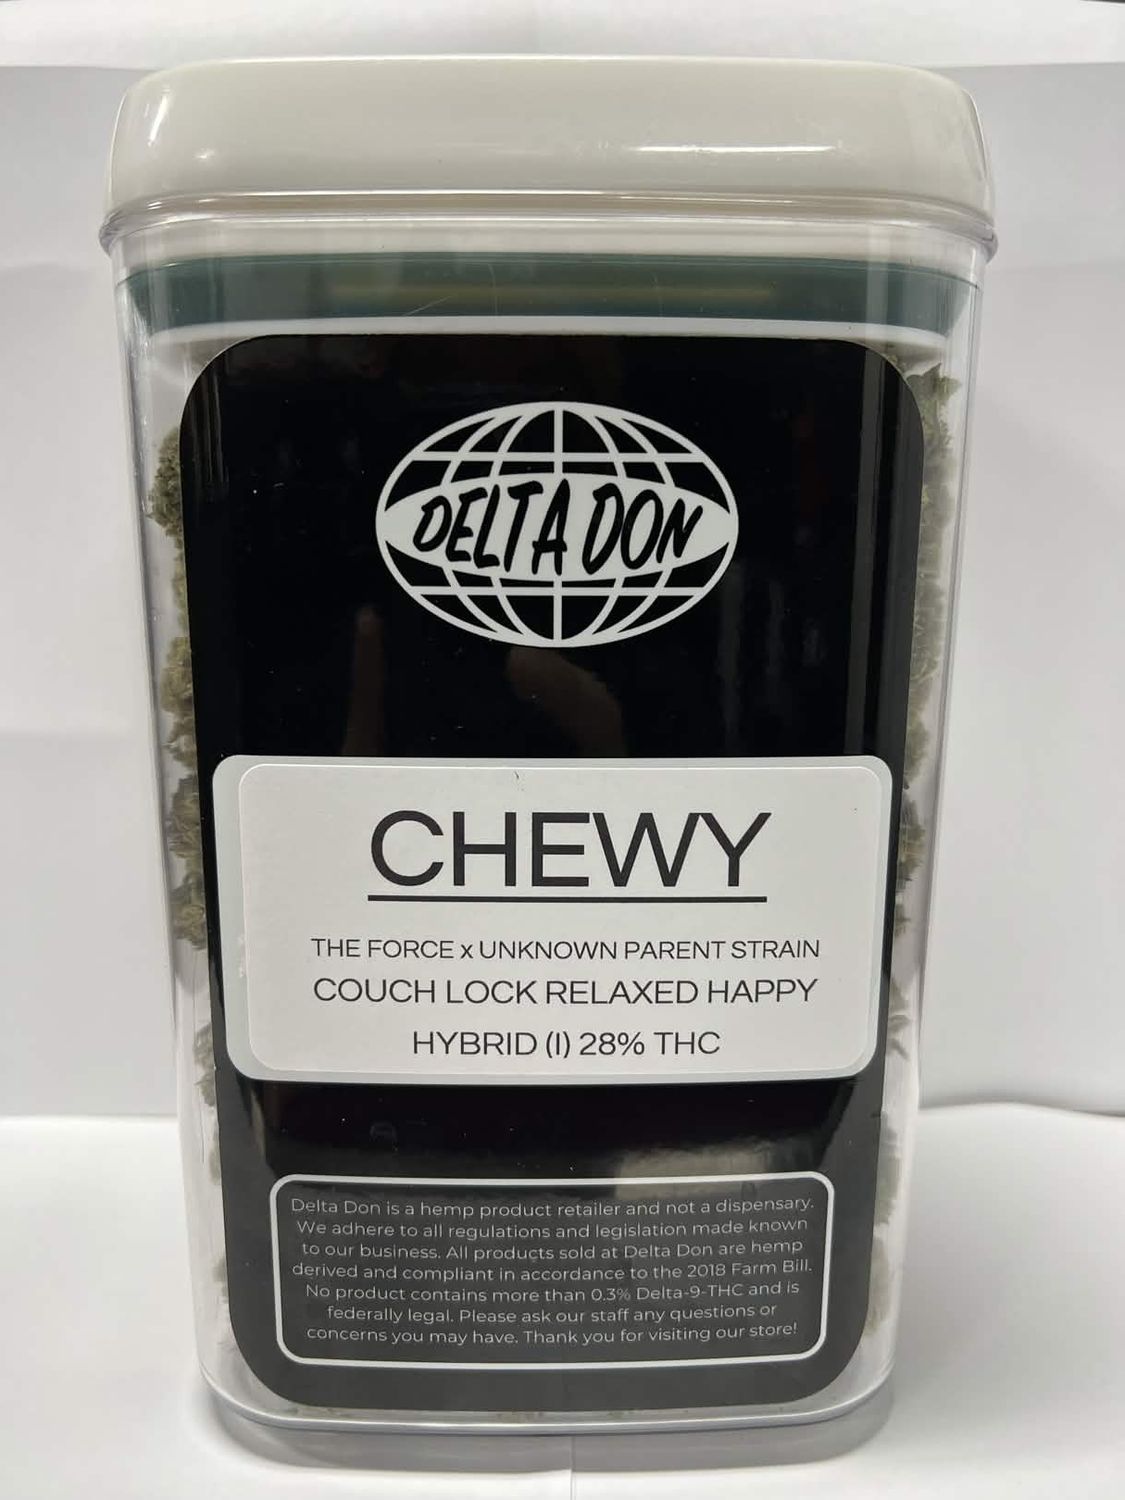 DELTA DON
CHEWY
THE FORCE x UNKNOWN PARENT STRAIN
COUCH LOCK RELAXED HAPPY
HYBRID (I) 28% THC
Delta Don is a hemp product retailer and not a dispensary.
We adhere to all regulations and legislation made known
to our business. All products sold at Delta Don are hemp
derived and compliant in accordance to the 2018 Farm Bill.
No product contains more than 0.3% Delta-9-THC and is
federally legal. Please ask our staff any questions or
concerns you may have. Thank you for visiting our store!